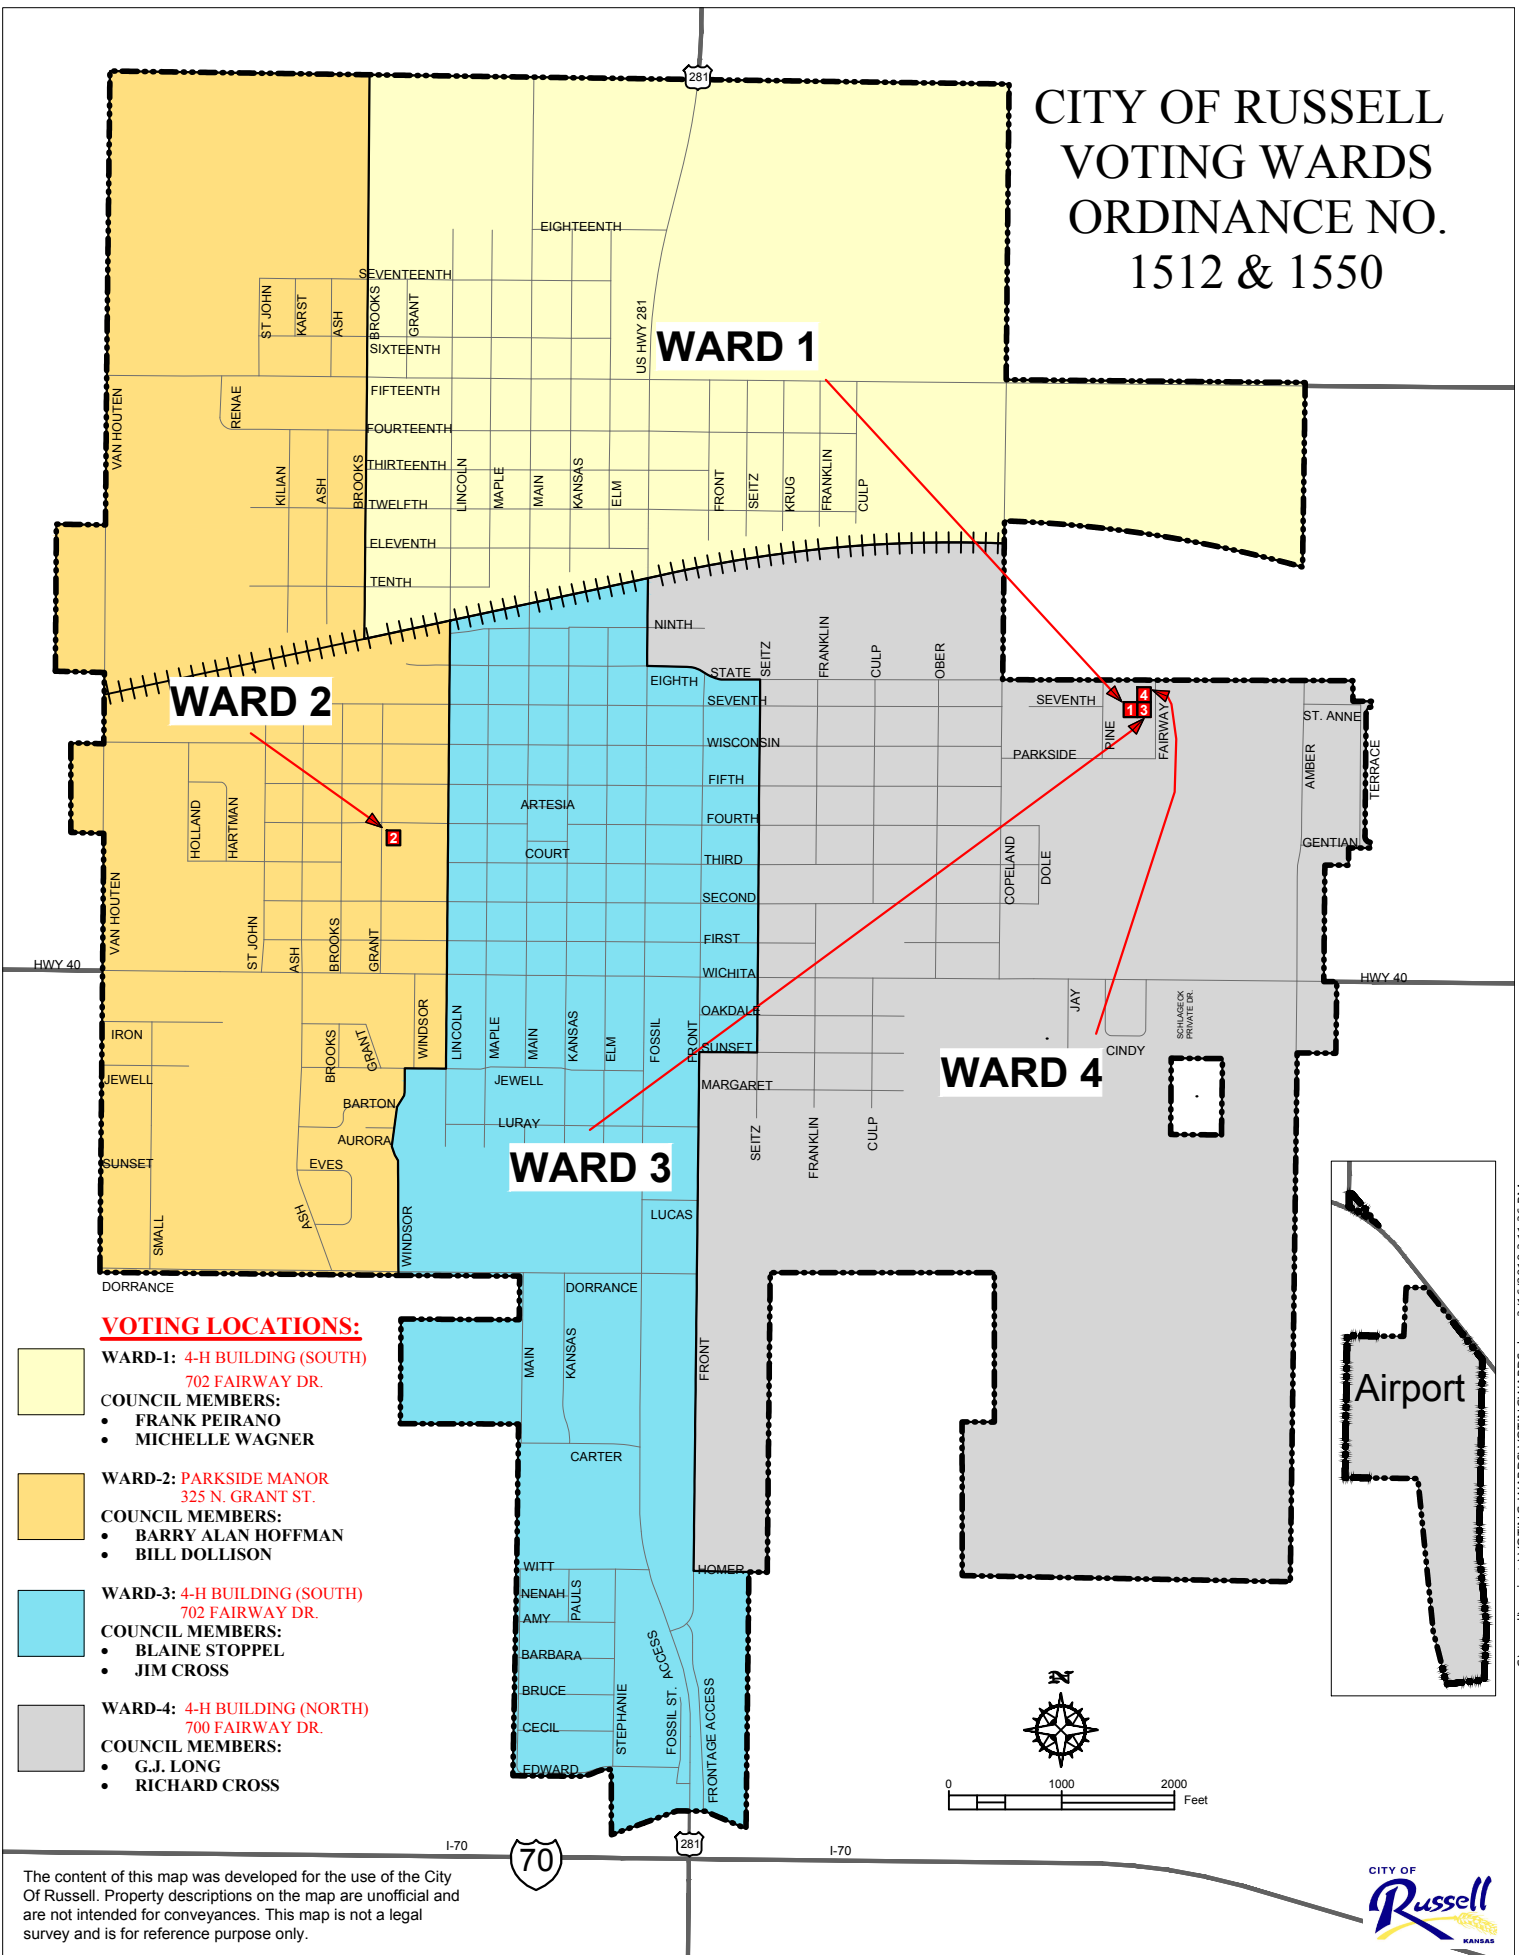 281
CITY OF RUSSELL
VOTING WARDS
ORDINANCE NO.
1512 & 1550
EIGHTEENTH
SEVENTEENTH
ST JOHN
KARST
ASH
BROOKS
GRANT
SIXTEENTH
US HWY 281
WARD 1
FIFTEENTH
VAN HOUTEN
RENAE
FOURTEENTH
THIRTEENTH
KILIAN
ASH
BROOKS
LINCOLN
MAPLE
MAIN
KANSAS
ELM
FRONT
SEITZ
KRUG
FRANKLIN
CULP
TWELFTH
ELEVENTH
TENTH
NINTH
SEITZ
FRANKLIN
CULP
OBER
EIGHTH
STATE
WARD 2
SEVENTH
SEVENTH
4
1
3
PINE
FAIRWAY
ST. ANNE
WISCONSIN
PARKSIDE
AMBER
TERRACE
FIFTH
HOLLAND
HARTMAN
ARTESIA
FOURTH
2
COURT
THIRD
COPELAND
DOLE
GENTIAN
SECOND
VAN HOUTEN
ST JOHN
ASH
BROOKS
GRANT
FIRST
HWY 40
WICHITA
HWY 40
OAKDALE
JAY
SCHLAGECK
PRIVATE DR.
IRON
BROOKS
GRANT
WINDSOR
LINCOLN
MAPLE
MAIN
KANSAS
ELM
FOSSIL
FRONT
SUNSET
CINDY
JEWELL
JEWELL
MARGARET
WARD 4
BARTON
LURAY
AURORA
SEITZ
FRANKLIN
CULP
SUNSET
EVES
WARD 3
SMALL
ASH
WINDSOR
LUCAS
DORRANCE
DORRANCE
MAIN
KANSAS
FRONT
CARTER
Airport
VOTING LOCATIONS:
WARD-1: 4-H BUILDING (SOUTH)
702 FAIRWAY DR.
COUNCIL MEMBERS:
• FRANK PEIRANO
• MICHELLE WAGNER
WARD-2: PARKSIDE MANOR
325 N. GRANT ST.
COUNCIL MEMBERS:
• BARRY ALAN HOFFMAN
• BILL DOLLISON
WARD-3: 4-H BUILDING (SOUTH)
702 FAIRWAY DR.
COUNCIL MEMBERS:
• BLAINE STOPPEL
• JIM CROSS
WARD-4: 4-H BUILDING (NORTH)
700 FAIRWAY DR.
COUNCIL MEMBERS:
• G.J. LONG
• RICHARD CROSS
WITT
HOMER
NENAH
PAULS
AMY
BARBARA
BRUCE
CECIL
EDWARD
STEPHANIE
FOSSIL ST. ACCESS
FRONTAGE ACCESS
N
0 1000 2000
Feet
I-70
70
281
I-70
The content of this map was developed for the use of the City
Of Russell. Property descriptions on the map are unofficial and
are not intended for conveyances. This map is not a legal
survey and is for reference purpose only.
CITY OF
Russell
KANSAS